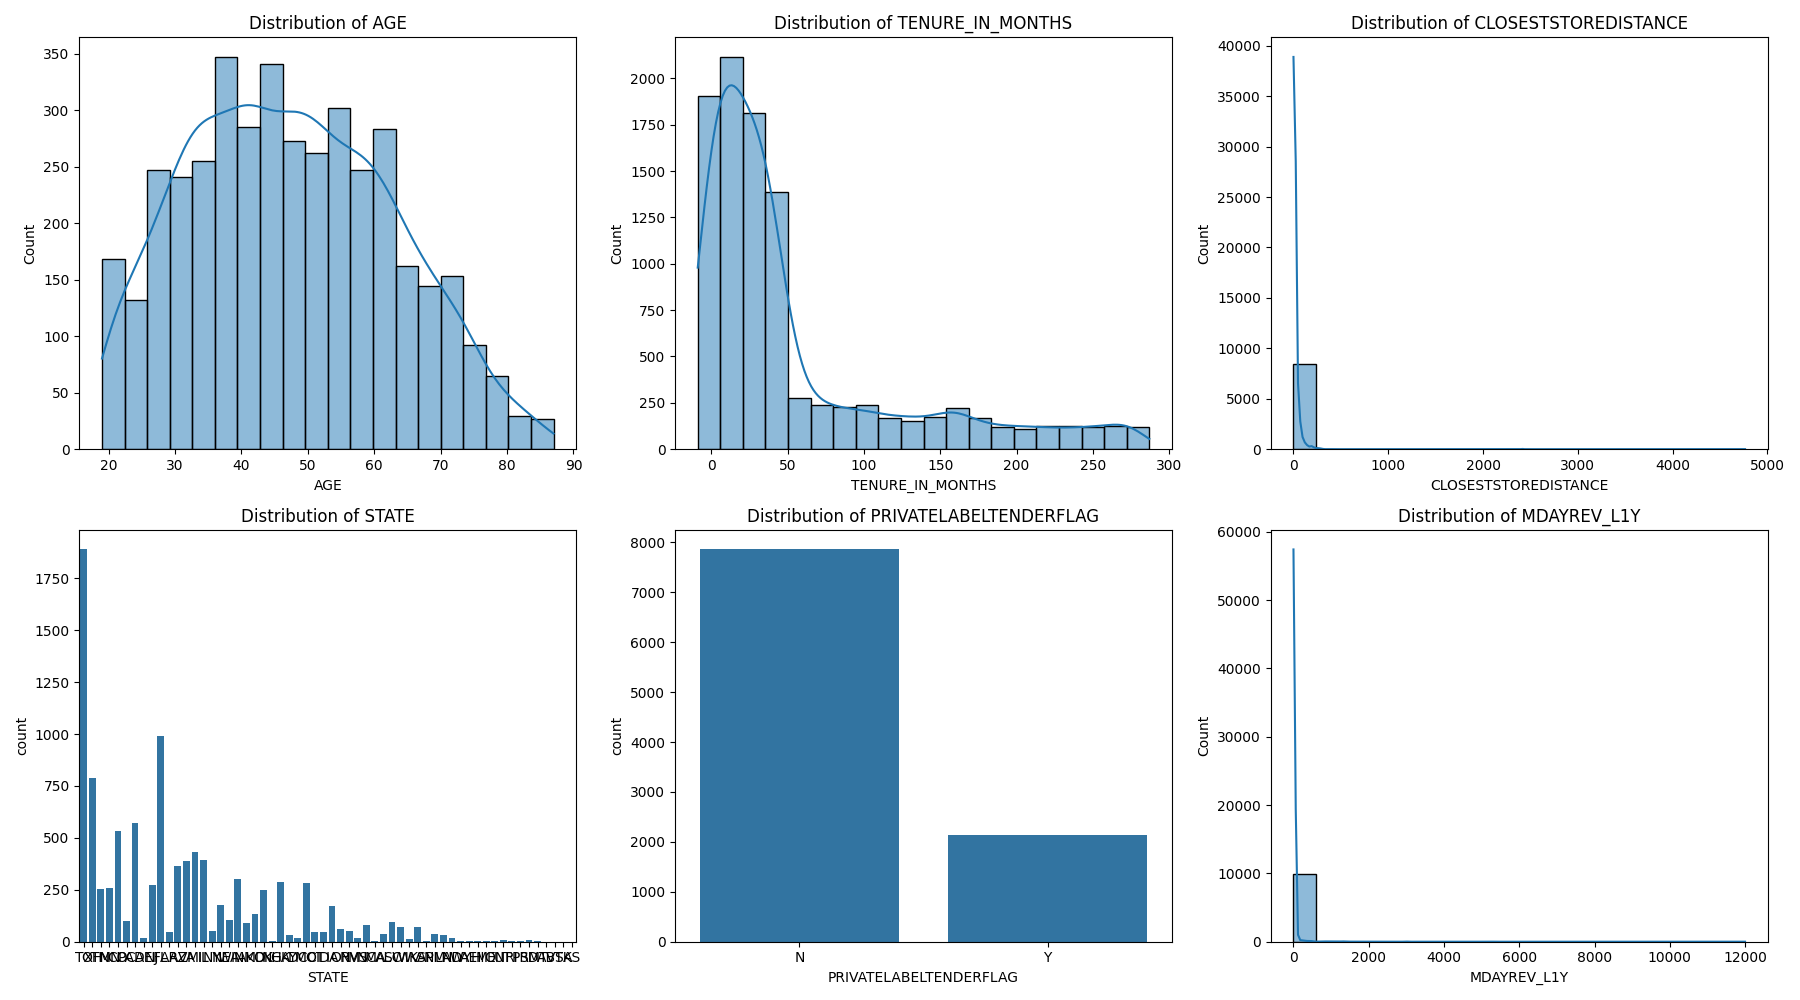 Distribution of AGE
350
300
250
200
150
100
50
0
Count
20 30 40 50 60 70 80 90
AGE
Distribution of TENURE_IN_MONTHS
2000
1750
1500
1250
1000
750
500
250
0
Count
0 50 100 150 200 250 300
TENURE_IN_MONTHS
Distribution of CLOSESTSTOREDISTANCE
40000
35000
30000
25000
20000
15000
10000
5000
0
Count
0 1000 2000 3000 4000 5000
CLOSESTSTOREDISTANCE
Distribution of STATE
1750
1500
1250
1000
750
500
250
0
count
STATE
Distribution of PRIVATELABELTENDERFLAG
8000
7000
6000
5000
4000
3000
2000
1000
0
count
N Y
PRIVATELABELTENDERFLAG
Distribution of MDAYREV_L1Y
60000
50000
40000
30000
20000
10000
0
Count
0 2000 4000 6000 8000 10000 12000
MDAYREV_L1Y